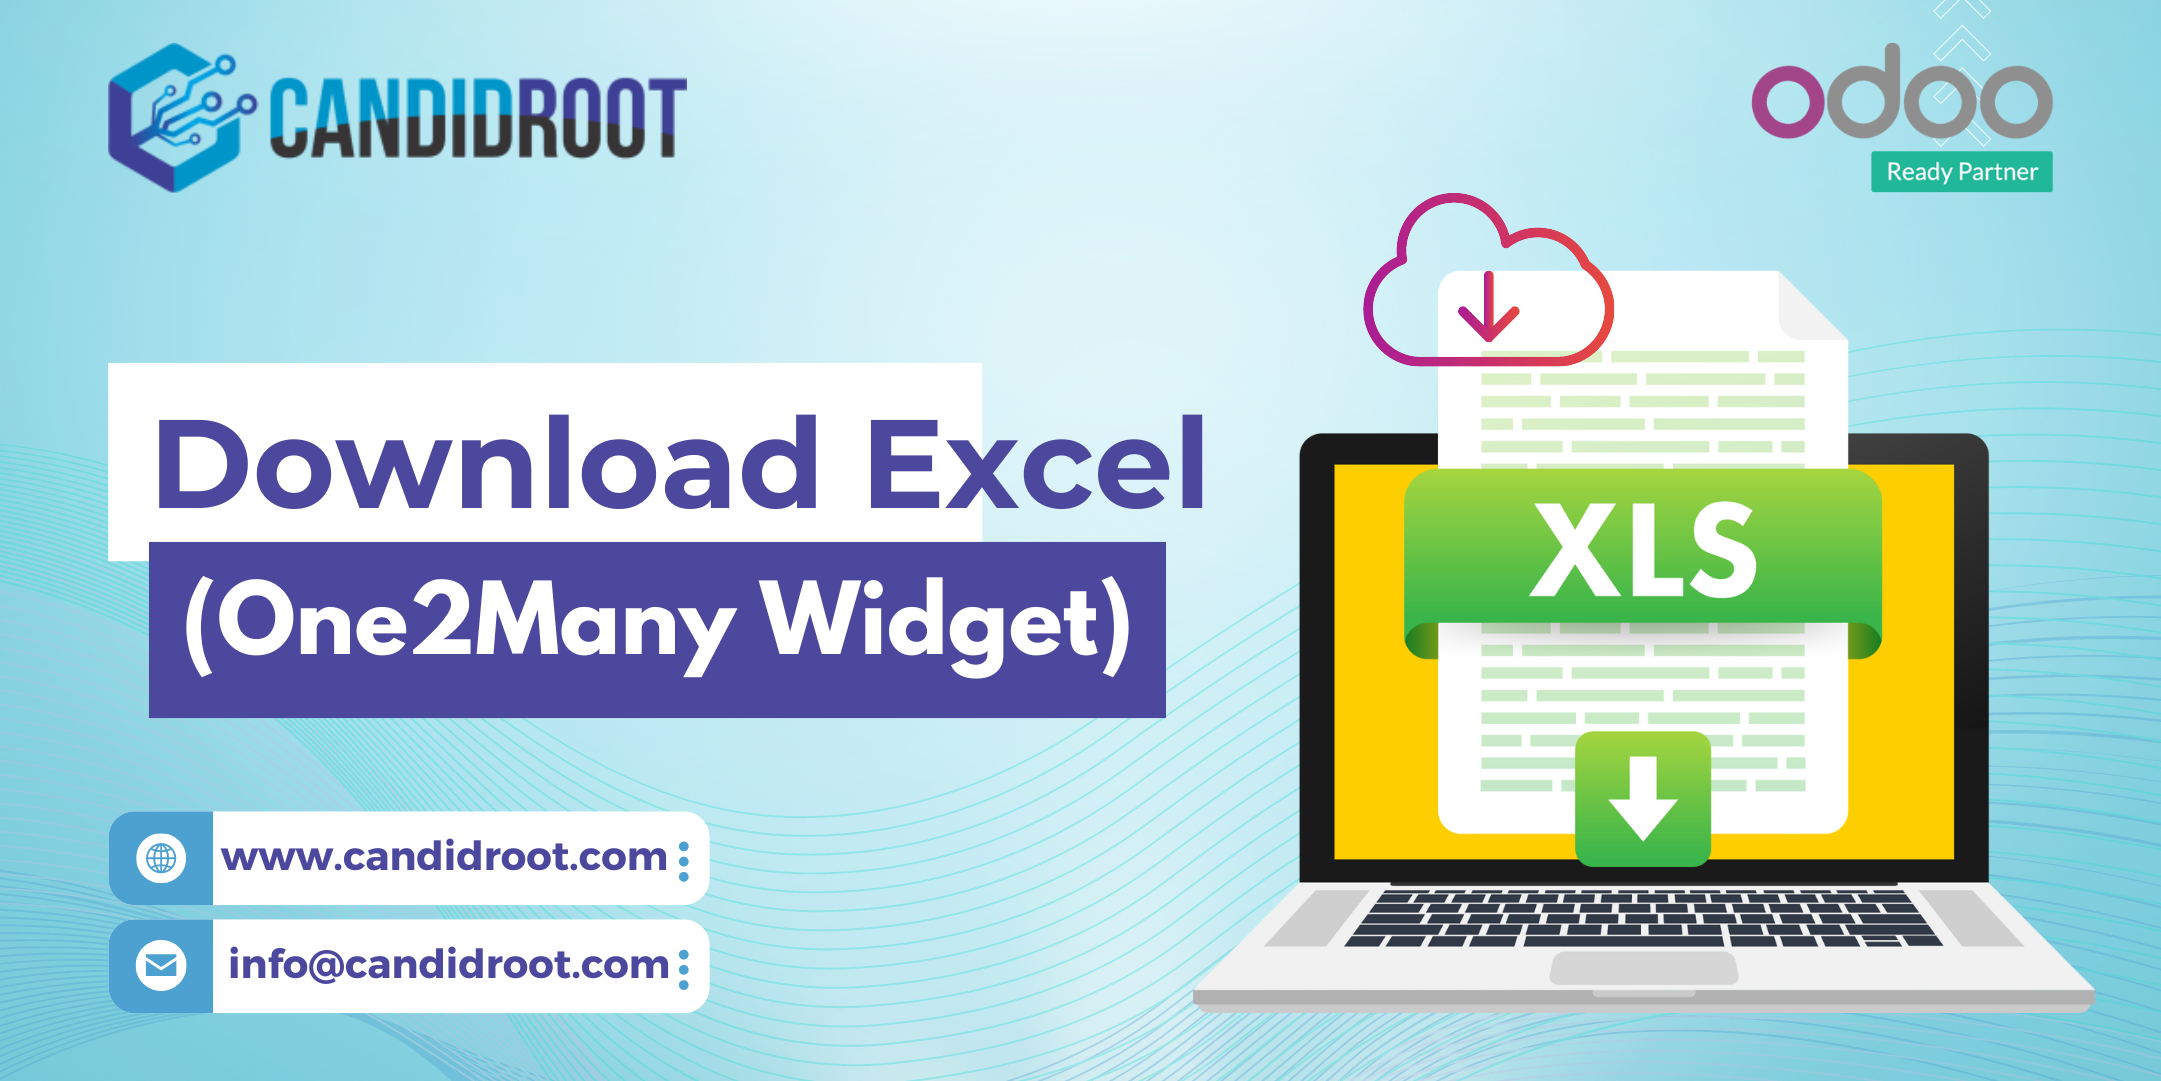 CANDIDROOT
odoo
Ready Partner
Download Excel
(One2Many Widget)
XLS
www.candidroot.com
info@candidroot.com